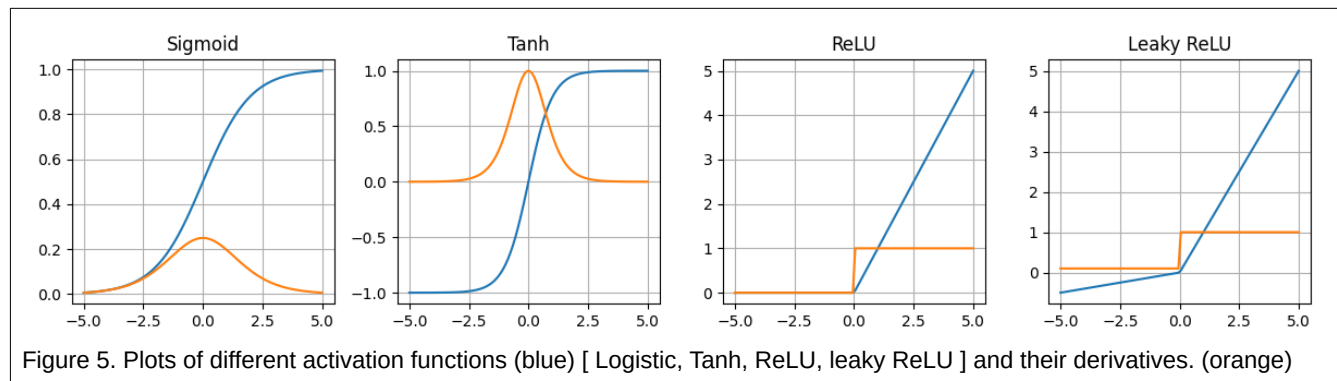 Sigmoid Tanh ReLU Leaky ReLU
1.0 1.0 5 5
0.8 0.5 4 4
0.6 0.0 3 3
0.4 −0.5 2 2
0.2 −1.0 1 1
0.0 0 0
−5.0 −2.5 0.0 2.5 5.0 −5.0 −2.5 0.0 2.5 5.0 −5.0 −2.5 0.0 2.5 5.0 −5.0 −2.5 0.0 2.5 5.0
Figure 5. Plots of different activation functions (blue) [ Logistic, Tanh, ReLU, leaky ReLU ] and their derivatives. (orange)